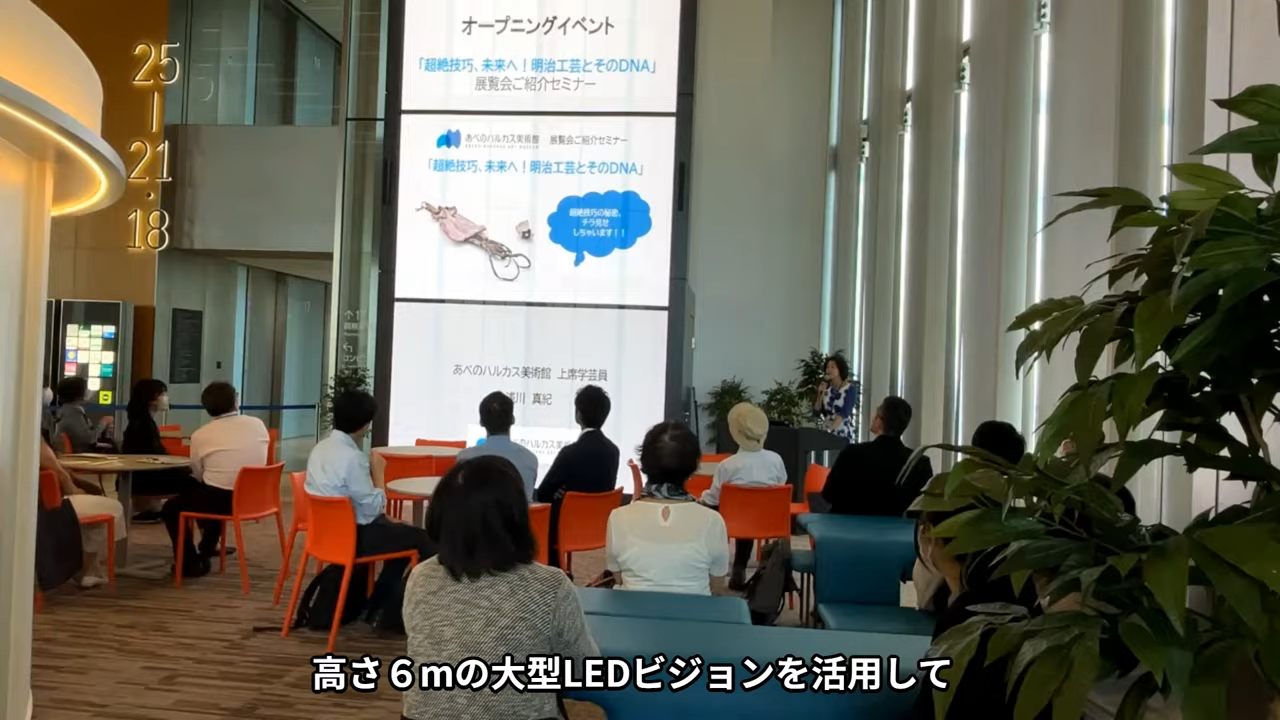 オープニングイベント
「超絶技巧、未来へ！明治工芸とそのDNA」
展覧会ご紹介セミナー
あべのハルカス美術館 展覧会ご紹介セミナー
「超絶技巧、未来へ！明治工芸とそのDNA」
超絶技巧の秘密、
チラ見せ
しちゃいます！！
あべのハルカス美術館 上席学芸員
浅川 真紀
25
21
18
高さ６mの大型LEDビジョンを活用して